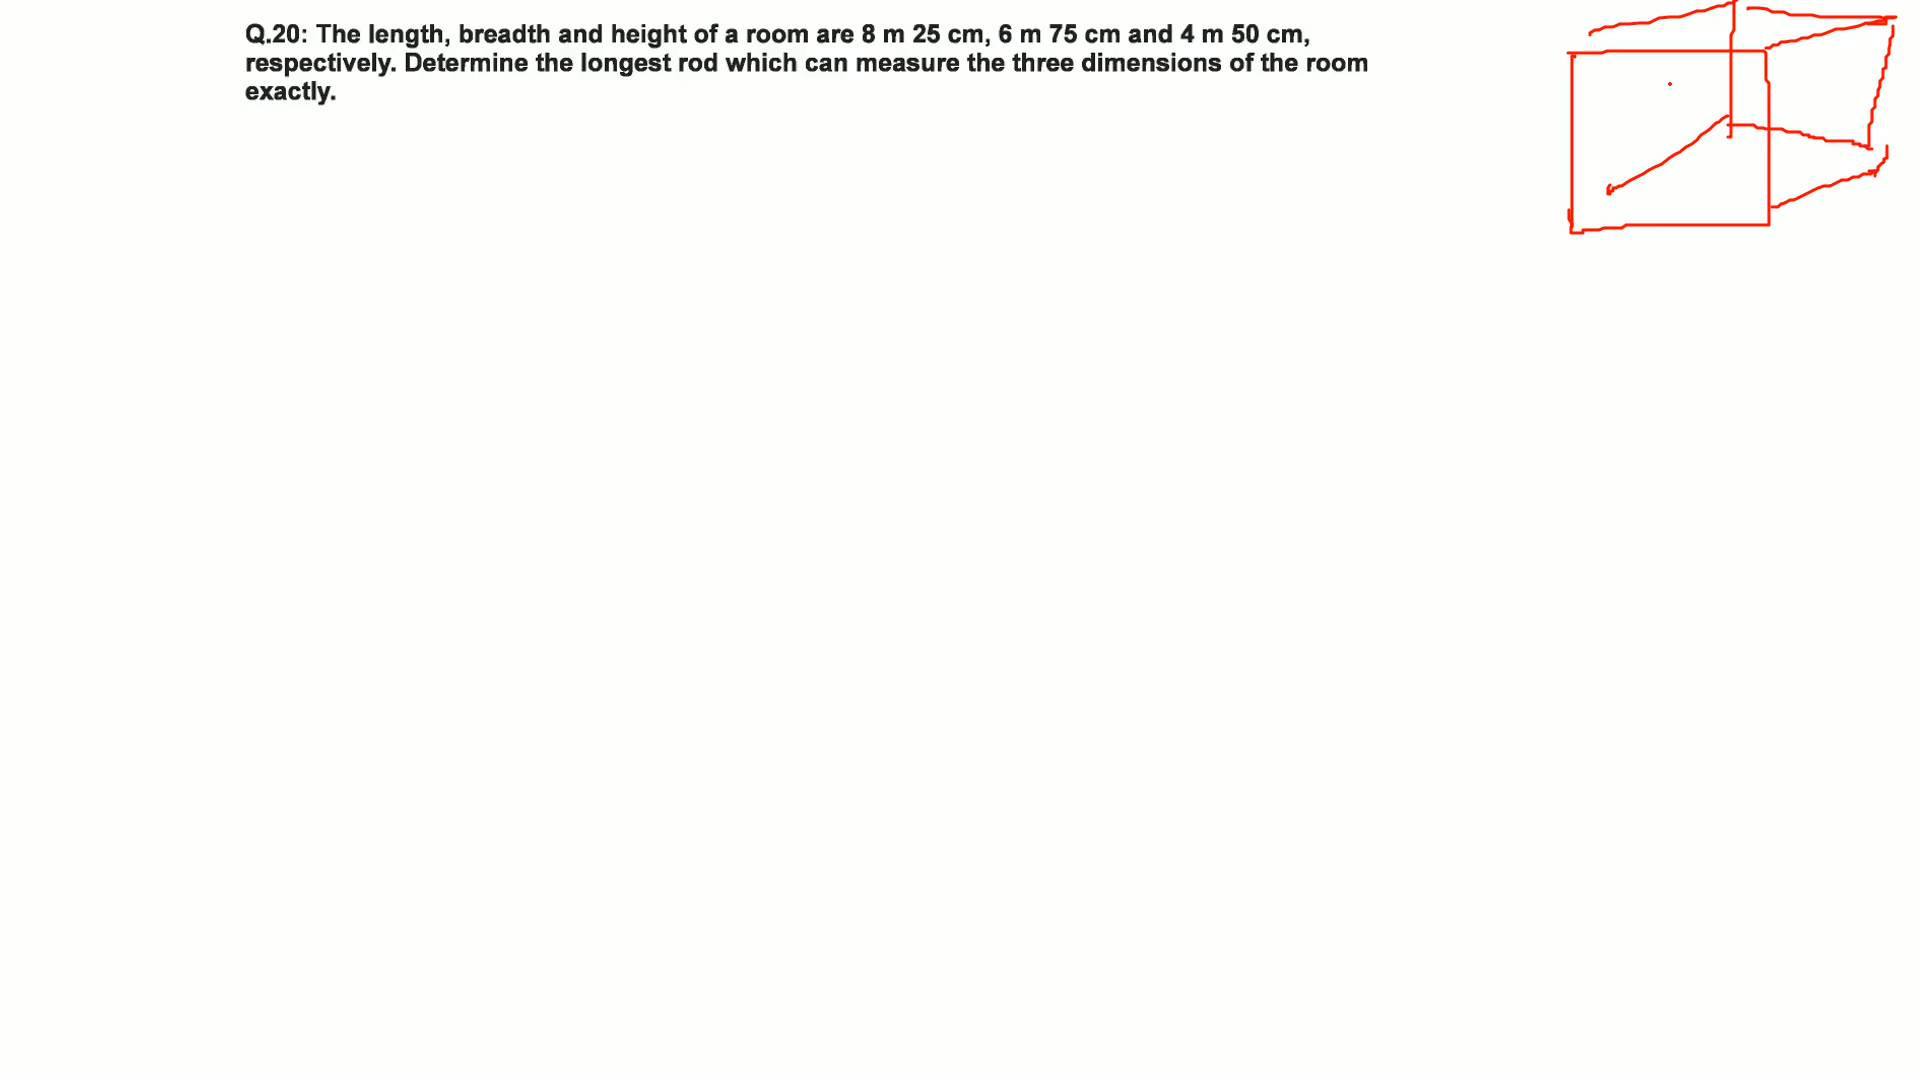 Q.20: The length, breadth and height of a room are 8 m 25 cm, 6 m 75 cm and 4 m 50 cm,
respectively. Determine the longest rod which can measure the three dimensions of the room
exactly.